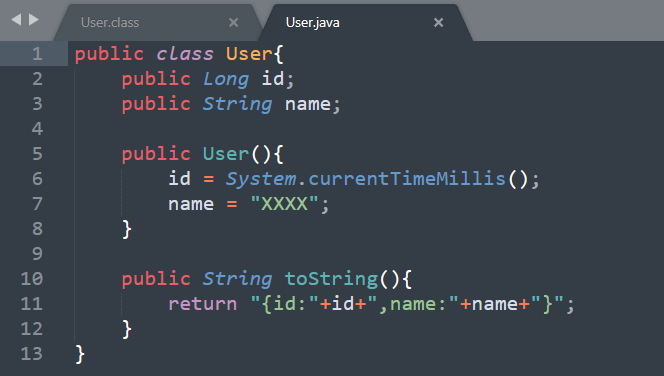 User.class × User.java ×
1 public class User{
2 public Long id;
3 public String name;
4
5 public User(){
6 id = System.currentTimeMillis();
7 name = "XXXX";
8 }
9
10 public String toString(){
11 return "{id:"+id+",name:"+name+"}";
12 }
13 }